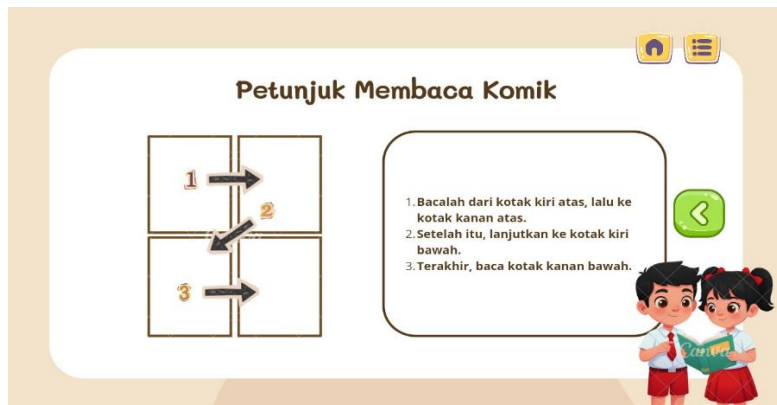 Petunjuk Membaca Komik
1
2
3
1. Bacalah dari kotak kiri atas, lalu ke
kotak kanan atas.
2. Setelah itu, lanjutkan ke kotak kiri
bawah.
3. Terakhir, baca kotak kanan bawah.
Canva